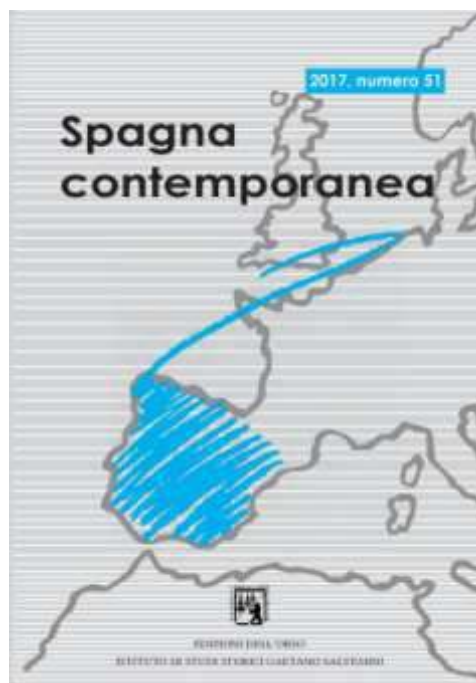 2017, numero 51
Spagna
contemporanea
EDIZIONI DELL'ORSO
ISTITUTO DI STUDI STORICI GAETANO SALVEMINI